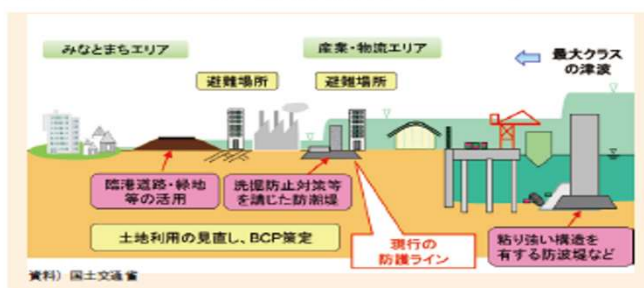 みなとまちエリア
産業・物流エリア
最大クラス
の津波
避難場所
避難場所
臨港道路・緑地
等の活用
洗掘防止対策等
を講じた防潮堤
土地利用の見直し、BCP策定
現行の
防護ライン
粘り強い構造を
有する防波堤など
資料）国土交通省